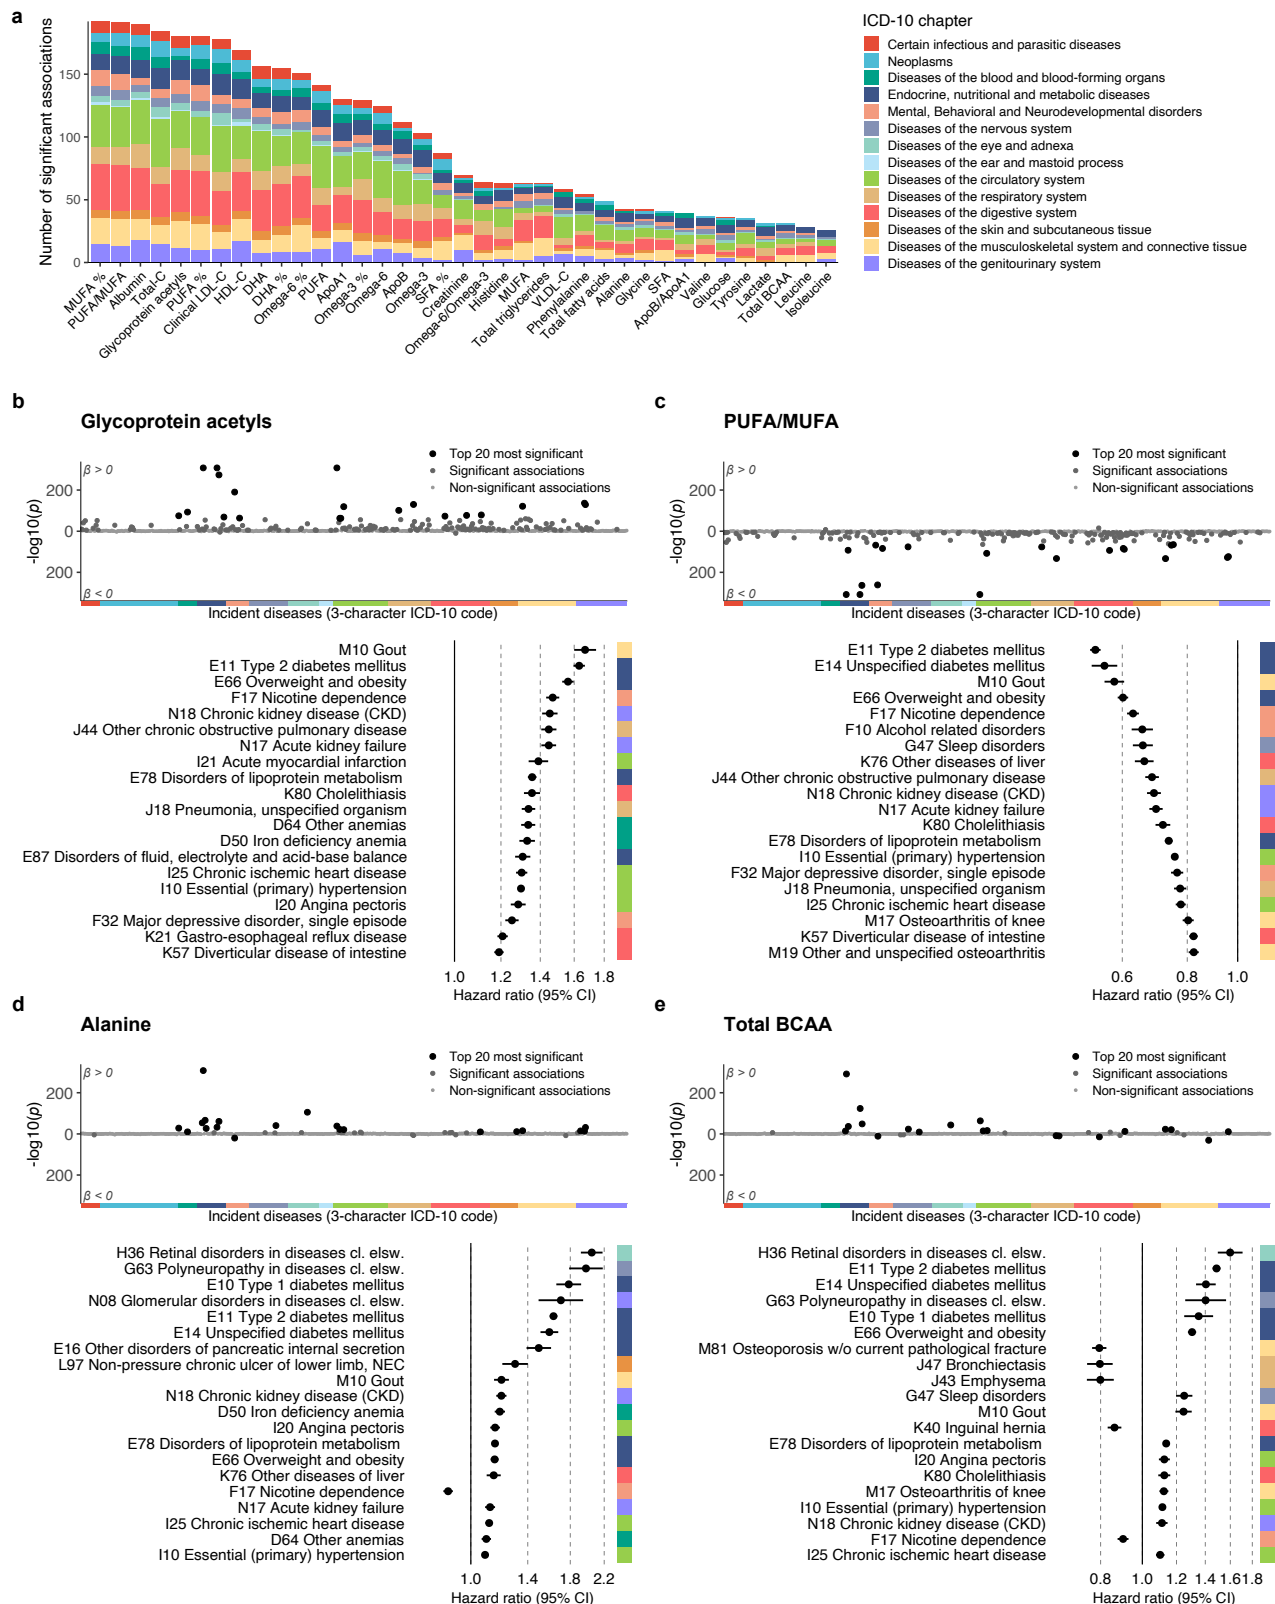 a
Number of significant associations
150
100
50
0
MUFA %
PUFA/MUFA
Albumin
Total-C
Glycoprotein acetyls
PUFA %
Clinical LDL-C
HDL-C
DHA
DHA %
Omega-6 %
PUFA
ApoA1
Omega-3 %
Omega-6
ApoB
Omega-3
SFA %
Creatinine
Omega-6/Omega-3
Histidine
MUFA
Total triglycerides
VLDL-C
Phenylalanine
Total fatty acids
Alanine
Glycine
SFA
ApoB/ApoA1
Valine
Glucose
Tyrosine
Lactate
Total BCAA
Leucine
Isoleucine
ICD-10 chapter
Certain infectious and parasitic diseases
Neoplasms
Diseases of the blood and blood-forming organs
Endocrine, nutritional and metabolic diseases
Mental, Behavioral and Neurodevelopmental disorders
Diseases of the nervous system
Diseases of the eye and adnexa
Diseases of the ear and mastoid process
Diseases of the circulatory system
Diseases of the respiratory system
Diseases of the digestive system
Diseases of the skin and subcutaneous tissue
Diseases of the musculoskeletal system and connective tissue
Diseases of the genitourinary system
b
Glycoprotein acetyls
Top 20 most significant
Significant associations
Non-significant associations
β > 0
-log10(p)
200
0
200
β < 0
Incident diseases (3-character ICD-10 code)
M10 Gout
E11 Type 2 diabetes mellitus
E66 Overweight and obesity
F17 Nicotine dependence
N18 Chronic kidney disease (CKD)
J44 Other chronic obstructive pulmonary disease
N17 Acute kidney failure
I21 Acute myocardial infarction
E78 Disorders of lipoprotein metabolism
K80 Cholelithiasis
J18 Pneumonia, unspecified organism
D64 Other anemias
D50 Iron deficiency anemia
E87 Disorders of fluid, electrolyte and acid-base balance
I25 Chronic ischemic heart disease
I10 Essential (primary) hypertension
I20 Angina pectoris
F32 Major depressive disorder, single episode
K21 Gastro-esophageal reflux disease
K57 Diverticular disease of intestine
1.0 1.2 1.4 1.6 1.8
Hazard ratio (95% CI)
c
PUFA/MUFA
Top 20 most significant
Significant associations
Non-significant associations
β > 0
-log10(p)
200
0
200
β < 0
Incident diseases (3-character ICD-10 code)
E11 Type 2 diabetes mellitus
E14 Unspecified diabetes mellitus
M10 Gout
E66 Overweight and obesity
F17 Nicotine dependence
F10 Alcohol related disorders
G47 Sleep disorders
K76 Other diseases of liver
J44 Other chronic obstructive pulmonary disease
N18 Chronic kidney disease (CKD)
N17 Acute kidney failure
K80 Cholelithiasis
E78 Disorders of lipoprotein metabolism
I10 Essential (primary) hypertension
F32 Major depressive disorder, single episode
J18 Pneumonia, unspecified organism
I25 Chronic ischemic heart disease
M17 Osteoarthritis of knee
K57 Diverticular disease of intestine
M19 Other and unspecified osteoarthritis
0.6 0.8 1.0
Hazard ratio (95% CI)
d
Alanine
Top 20 most significant
Significant associations
Non-significant associations
β > 0
-log10(p)
200
0
200
β < 0
Incident diseases (3-character ICD-10 code)
H36 Retinal disorders in diseases cl. elsw.
G63 Polyneuropathy in diseases cl. elsw.
E10 Type 1 diabetes mellitus
N08 Glomerular disorders in diseases cl. elsw.
E11 Type 2 diabetes mellitus
E14 Unspecified diabetes mellitus
E16 Other disorders of pancreatic internal secretion
L97 Non-pressure chronic ulcer of lower limb, NEC
M10 Gout
N18 Chronic kidney disease (CKD)
D50 Iron deficiency anemia
I20 Angina pectoris
E78 Disorders of lipoprotein metabolism
E66 Overweight and obesity
K76 Other diseases of liver
F17 Nicotine dependence
N17 Acute kidney failure
I25 Chronic ischemic heart disease
D64 Other anemias
I10 Essential (primary) hypertension
1.0 1.4 1.8 2.2
Hazard ratio (95% CI)
e
Total BCAA
Top 20 most significant
Significant associations
Non-significant associations
β > 0
-log10(p)
200
0
200
β < 0
Incident diseases (3-character ICD-10 code)
H36 Retinal disorders in diseases cl. elsw.
E11 Type 2 diabetes mellitus
E14 Unspecified diabetes mellitus
G63 Polyneuropathy in diseases cl. elsw.
E10 Type 1 diabetes mellitus
E66 Overweight and obesity
M81 Osteoporosis w/o current pathological fracture
J47 Bronchiectasis
J43 Emphysema
G47 Sleep disorders
M10 Gout
K40 Inguinal hernia
E78 Disorders of lipoprotein metabolism
I20 Angina pectoris
K80 Cholelithiasis
M17 Osteoarthritis of knee
I10 Essential (primary) hypertension
N18 Chronic kidney disease (CKD)
F17 Nicotine dependence
I25 Chronic ischemic heart disease
0.8 1.0 1.2 1.4 1.6 1.8
Hazard ratio (95% CI)